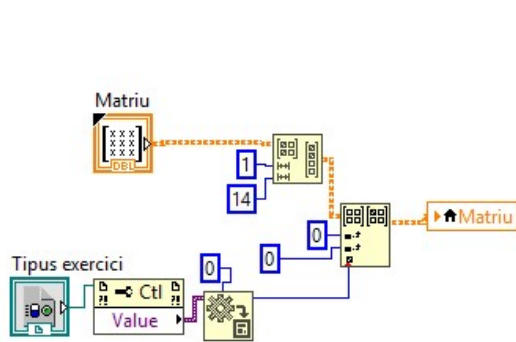 Matriu
DBL
1
14
0
Matriu
0
Tipus exercici
0
Ctl
Value